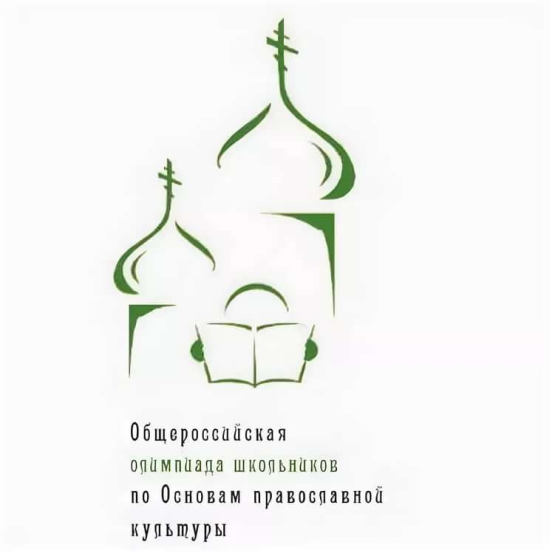 Общероссийская
олимпиада школьников
по Основам православной
культуры